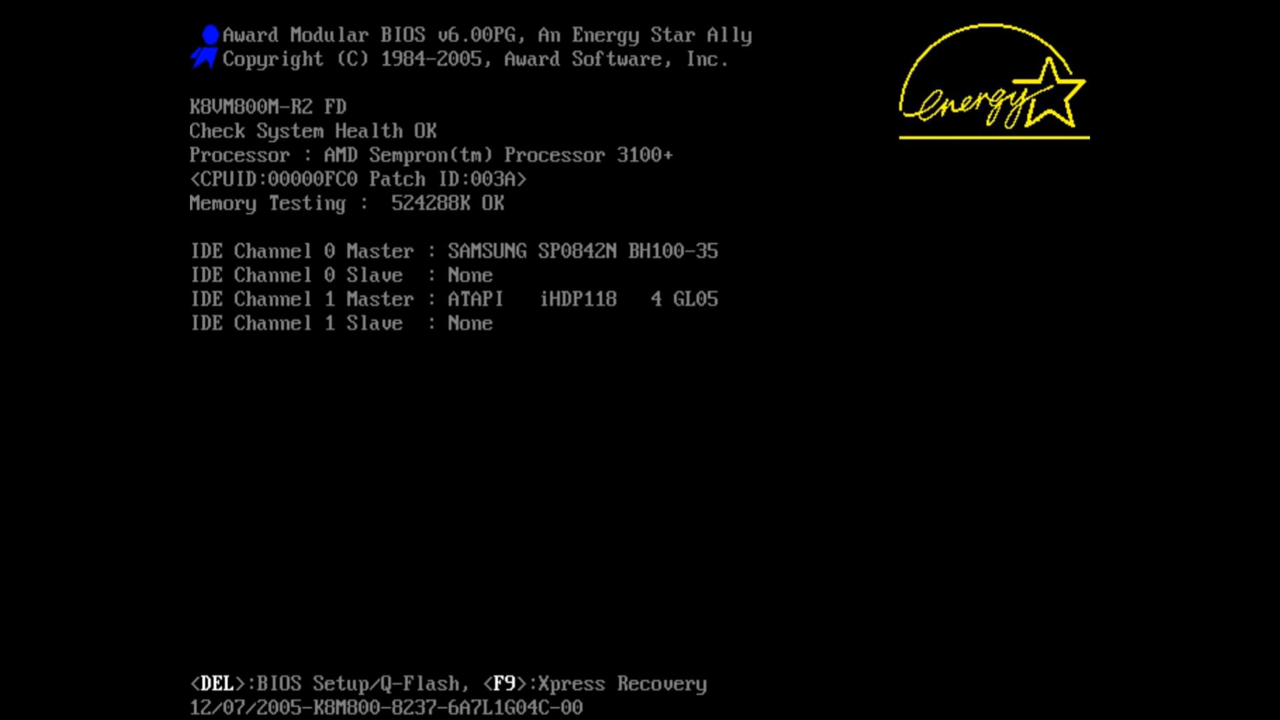 Award Modular BIOS v6.00PG, An Energy Star Ally
Copyright (C) 1984-2005, Award Software, Inc.
energy
K8VM800M-R2 FD
Check System Health OK
Processor : AMD Sempron(tm) Processor 3100+
<CPUID:00000FC0 Patch ID:003A>
Memory Testing :  524288K OK
IDE Channel 0 Master : SAMSUNG SP0842N BH100-35
IDE Channel 0 Slave  : None
IDE Channel 1 Master : ATAPI   iHDP118   4 GL05
IDE Channel 1 Slave  : None
<DEL>:BIOS Setup/Q-Flash, <F9>:Xpress Recovery
12/07/2005-K8M800-8237-6A7L1G04C-00